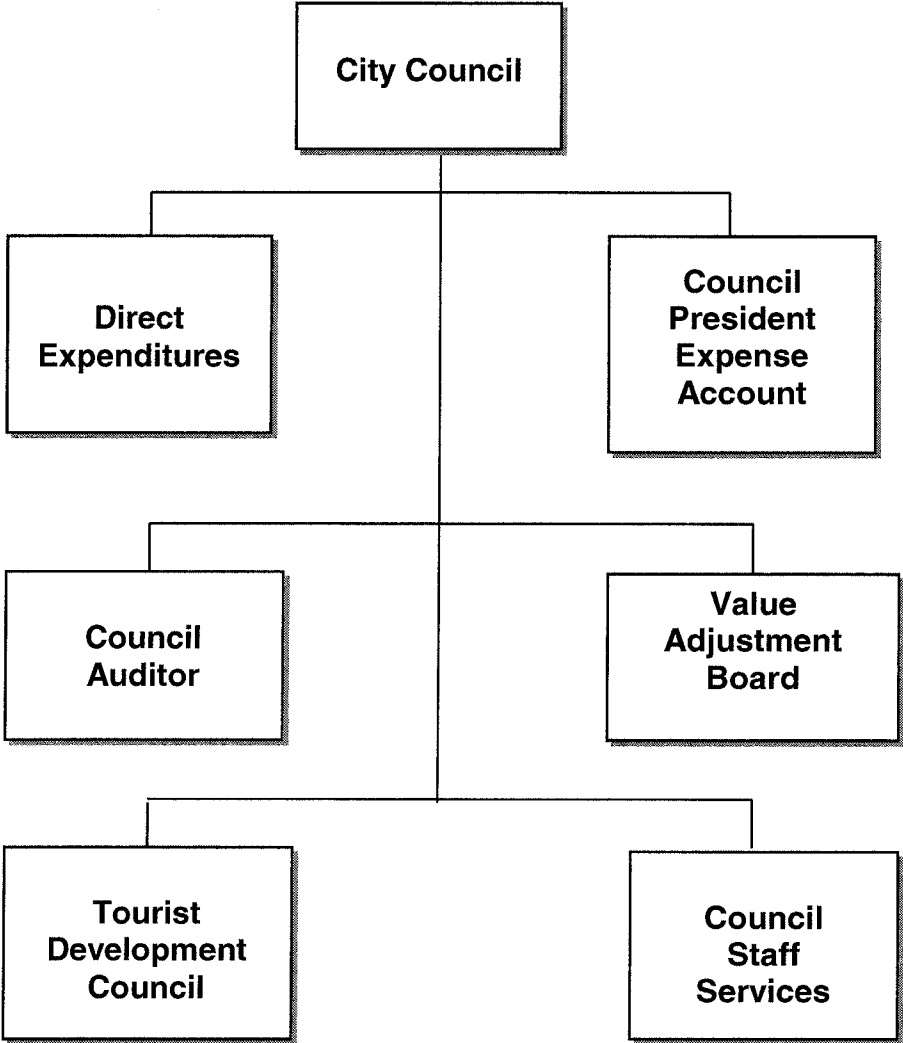 City Council
Direct
Expenditures
Council
President
Expense
Account
Council
Auditor
Value
Adjustment
Board
Tourist
Development
Council
Council
Staff
Services